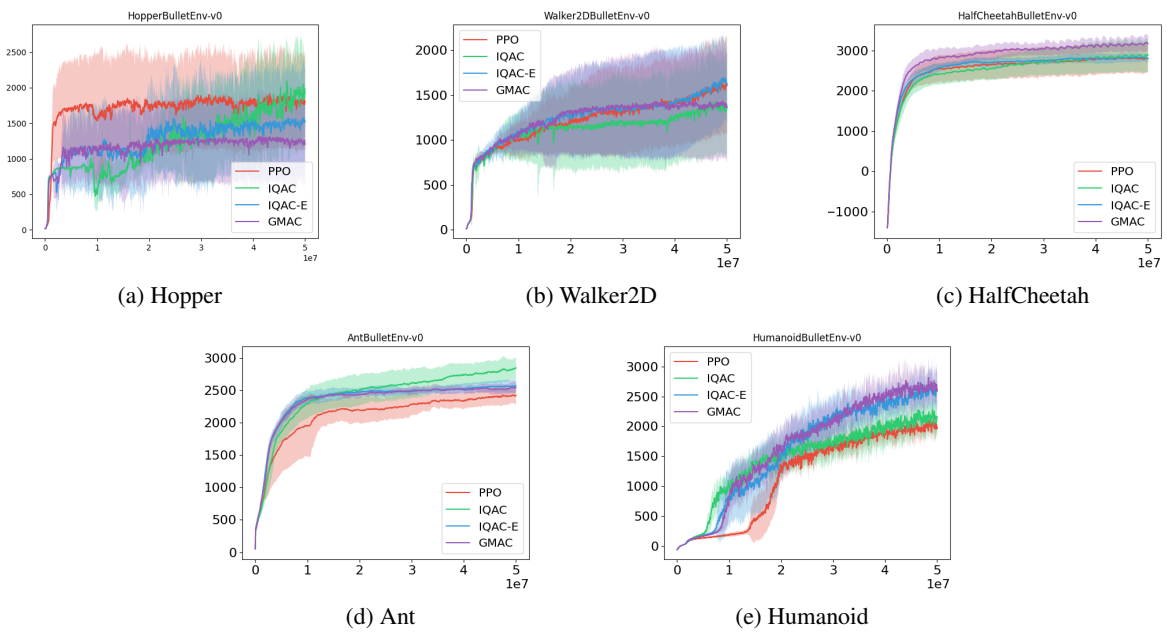 HopperBulletEnv-v0
2500
2000
1500
1000
500
0
PPO
IQAC
IQAC-E
GMAC
0 1 2 3 4 5
1e7
(a) Hopper
Walker2DBulletEnv-v0
2000
1500
1000
500
0
PPO
IQAC
IQAC-E
GMAC
0 1 2 3 4 5
1e7
(b) Walker2D
HalfCheetahBulletEnv-v0
3000
2000
1000
0
−1000
PPO
IQAC
IQAC-E
GMAC
0 1 2 3 4 5
1e7
(c) HalfCheetah
AntBulletEnv-v0
3000
2500
2000
1500
1000
500
0
PPO
IQAC
IQAC-E
GMAC
0 1 2 3 4 5
1e7
(d) Ant
HumanoidBulletEnv-v0
3000
2500
2000
1500
1000
500
0
PPO
IQAC
IQAC-E
GMAC
0 1 2 3 4 5
1e7
(e) Humanoid